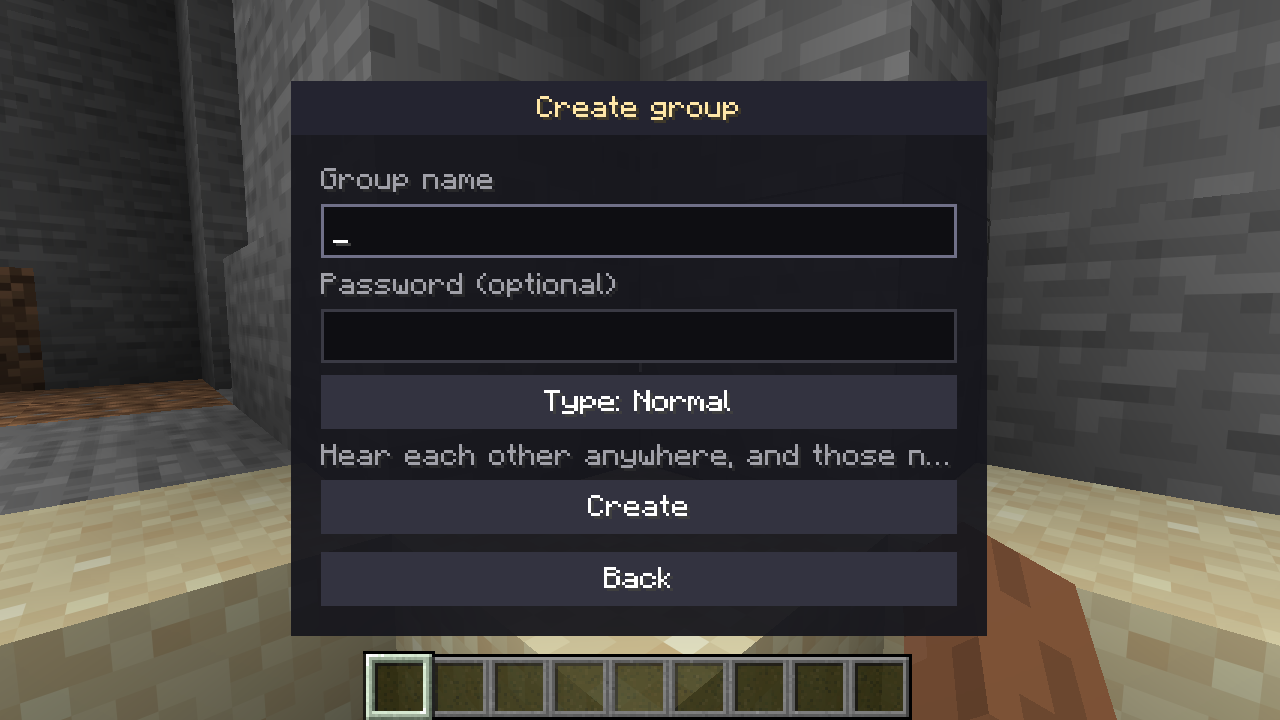 Create group
Group name
_
Password (optional)
Type: Normal
Hear each other anywhere, and those n...
Create
Back